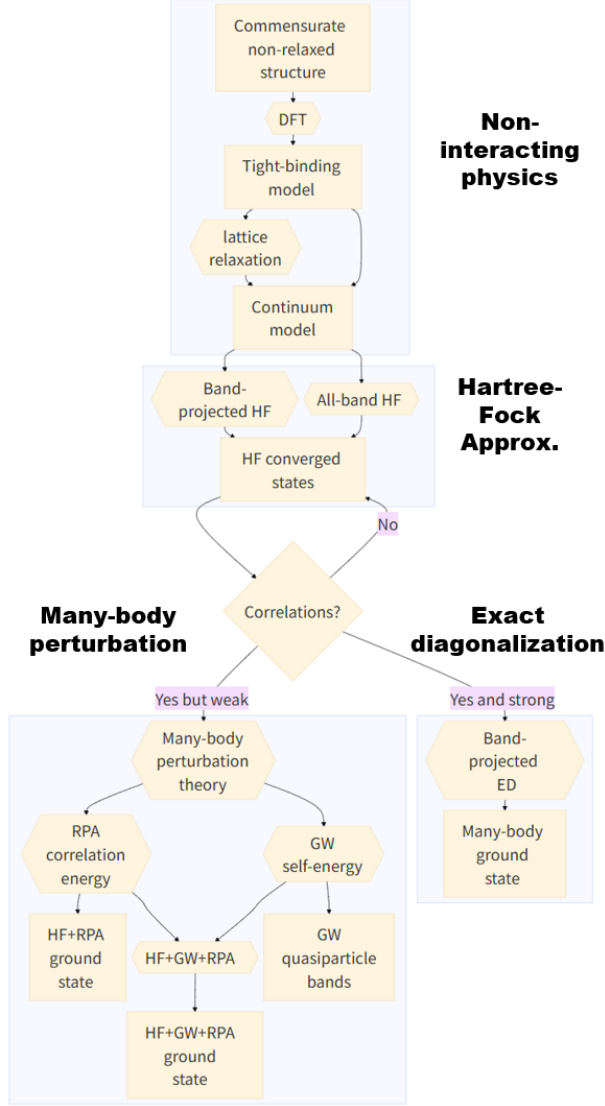 Commensurate
non-relaxed
structure
DFT
Non-
interacting
physics
Tight-binding
model
lattice
relaxation
Continuum
model
Band-
projected HF
All-band HF
Hartree-
Fock
Approx.
HF converged
states
No
Correlations?
Many-body
perturbation
Exact
diagonalization
Yes but weak
Yes and strong
Many-body
perturbation
theory
Band-
projected
ED
RPA
correlation
energy
GW
self-energy
Many-body
ground
state
HF+RPA
ground
state
HF+GW+RPA
GW
quasiparticle
bands
HF+GW+RPA
ground
state